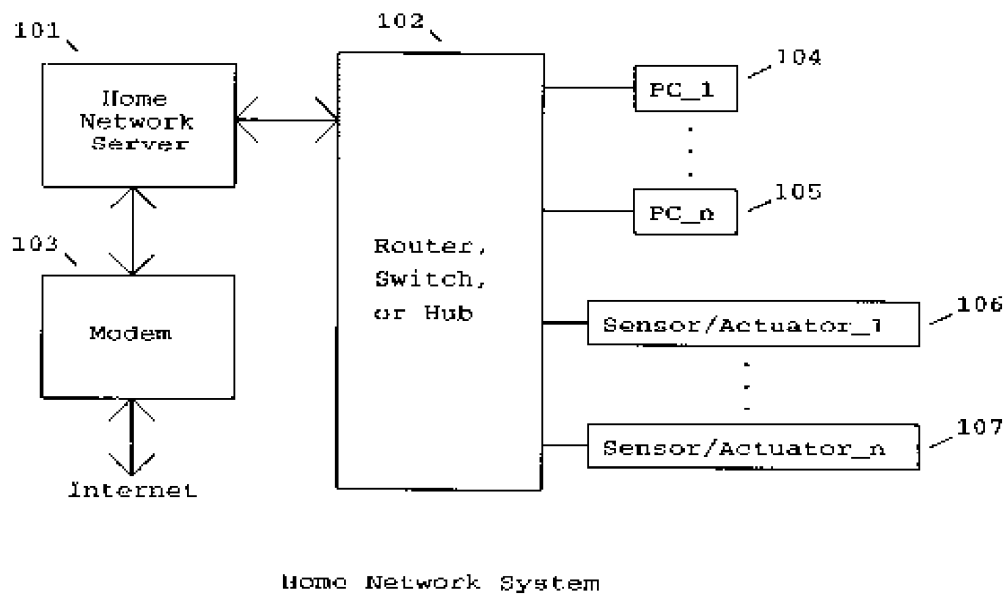 101
102
Home
Network
Server
103
Modem
Internet
Router,
Switch,
or Hub
PC_1
104
PC_n
105
Sensor/Actuator_1
106
Sensor/Actuator_n
107
Home Network System